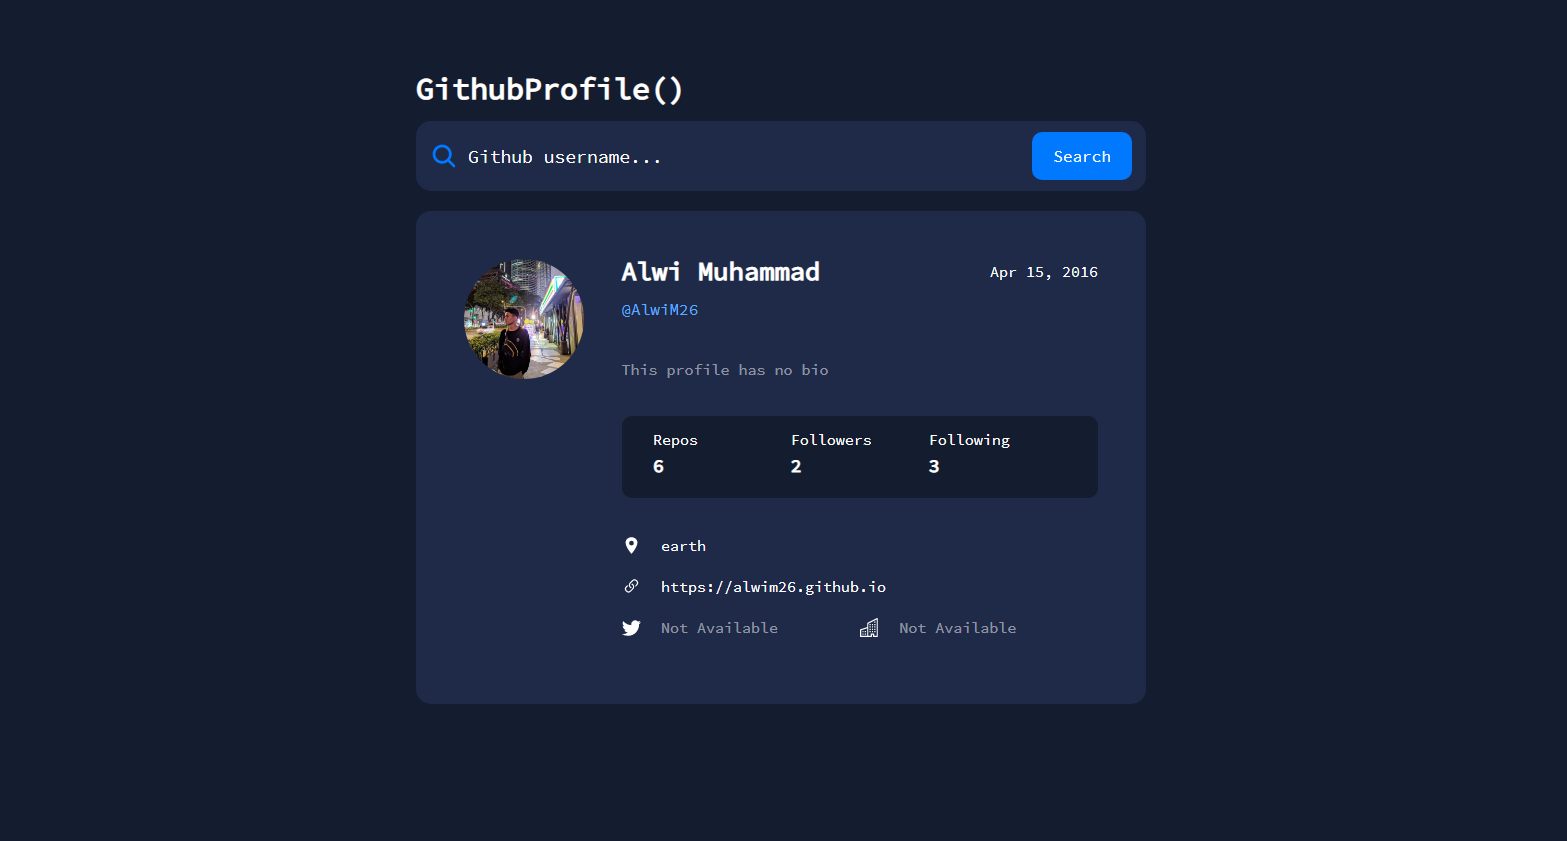 GithubProfile()
Github username...
Search
Alwi Muhammad
Apr 15, 2016
@AlwiM26
This profile has no bio
Repos Followers Following
6 2 3
earth
https://alwim26.github.io
Not Available Not Available